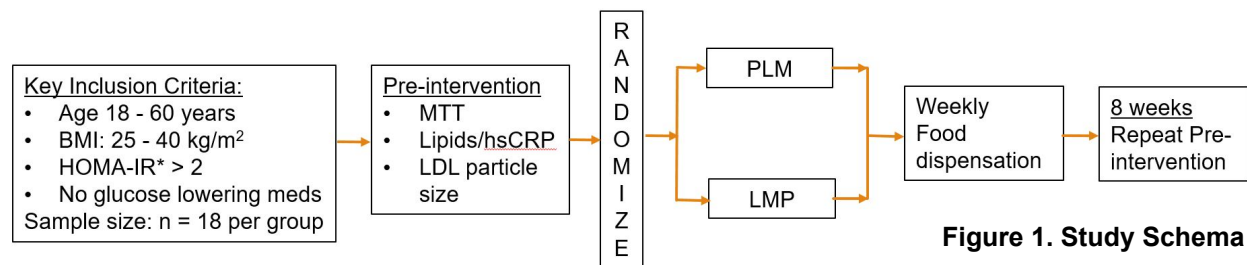 Key Inclusion Criteria:
• Age 18 - 60 years
• BMI: 25 - 40 kg/m²
• HOMA-IR* > 2
• No glucose lowering meds
Sample size: n = 18 per group
Pre-intervention
• MTT
• Lipids/hsCRP
• LDL particle
size
R
A
N
D
O
M
I
Z
E
PLM
LMP
Weekly
Food
dispensation
8 weeks
Repeat Pre-
intervention
Figure 1. Study Schema